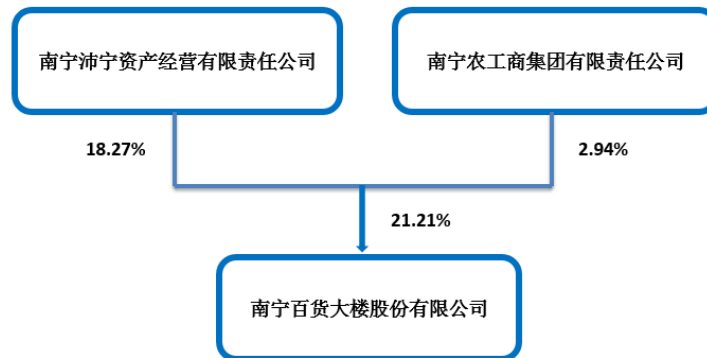 南宁沛宁资产经营有限责任公司
南宁农工商集团有限责任公司
18.27%
2.94%
21.21%
南宁百货大楼股份有限公司